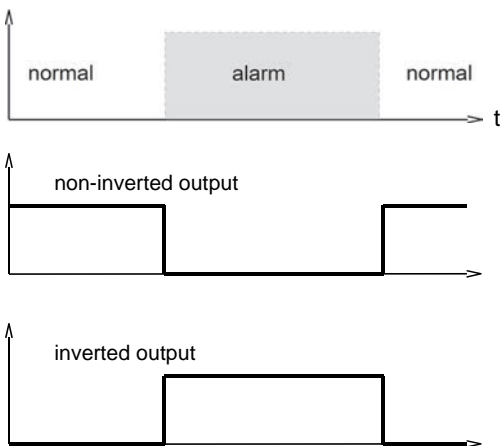 normal
alarm
normal
t
non-inverted output
inverted output